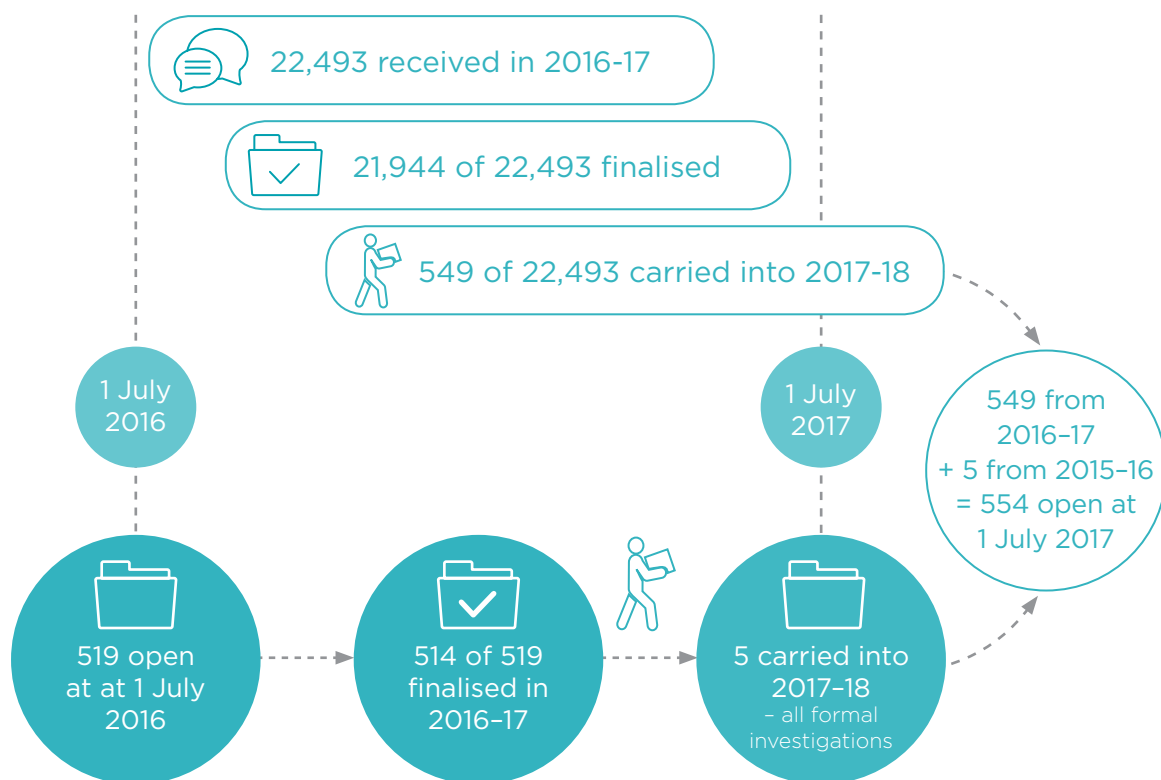 22,493 received in 2016-17
21,944 of 22,493 finalised
549 of 22,493 carried into 2017-18
1 July
2016
1 July
2017
549 from
2016–17
+ 5 from 2015–16
= 554 open at
1 July 2017
519 open
at at 1 July
2016
514 of 519
finalised in
2016–17
5 carried into
2017–18
– all formal
investigations